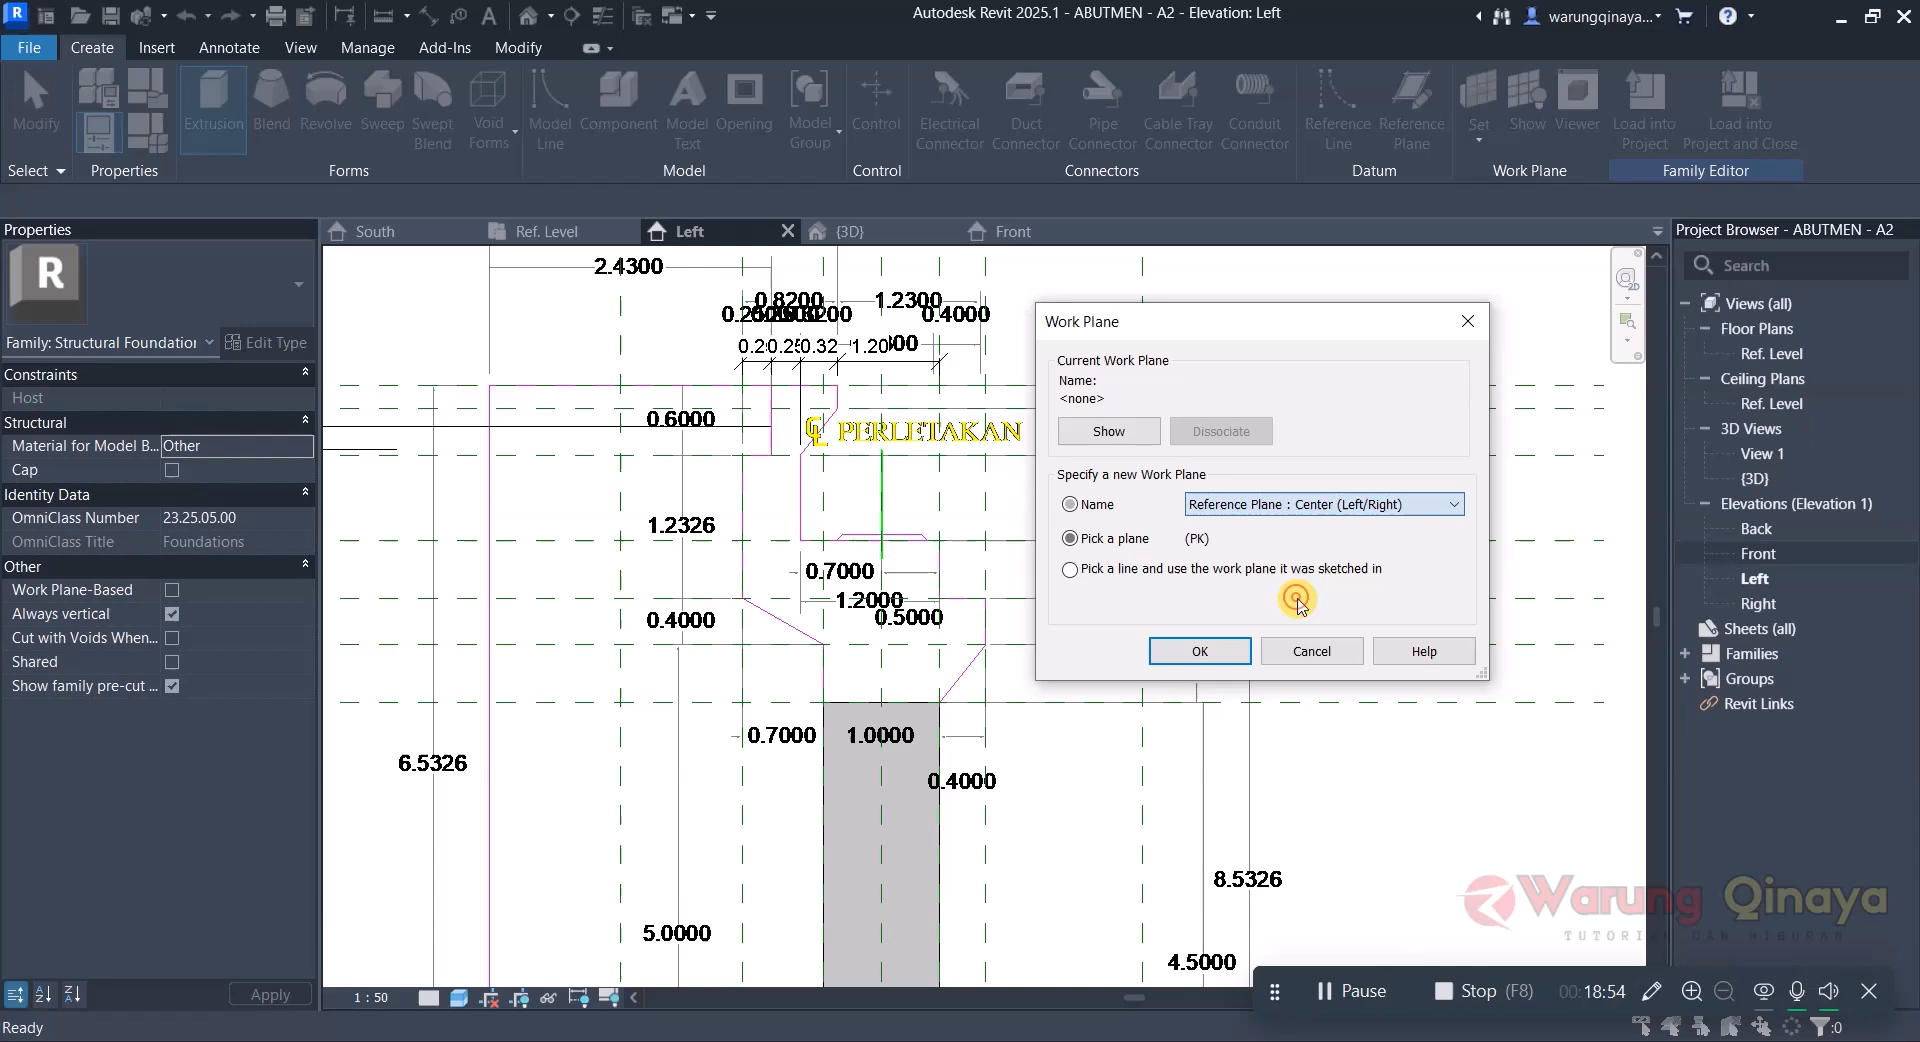 Autodesk Revit 2025.1 - ABUTMEN - A2 - Elevation: Left
warungqinaya...
File Create Insert Annotate View Manage Add-Ins Modify
Modify Extrusion Blend Revolve Sweep Swept Blend Void Forms Model Line Component Model Text Opening Model Group Control Electrical Connector Duct Connector Pipe Connector Cable Tray Connector Conduit Connector Reference Line Reference Plane Set Show Viewer Load into Project Load into Project and Close
Select Properties Forms Model Control Connectors Datum Work Plane Family Editor
Properties
R
Family: Structural Foundation Edit Type
Constraints
Host
Structural
Material for Model B... Other
Cap
Identity Data
OmniClass Number 23.25.05.00
OmniClass Title Foundations
Other
Work Plane-Based
Always vertical
Cut with Voids When...
Shared
Show family pre-cut ...
Apply
Ready
South Ref. Level Left {3D} Front
2.4300
0.8200 1.2300
0.4000
0.32 1.20
0.6000
PERLETAKAN
1.2326
0.7000
1.2000
0.4000 0.5000
0.7000 1.0000
6.5326
0.4000
8.5326
5.0000
4.5000
1 : 50
Work Plane
Current Work Plane
Name:
<none>
Show Dissociate
Specify a new Work Plane
Name Reference Plane : Center (Left/Right)
Pick a plane (PK)
Pick a line and use the work plane it was sketched in
OK Cancel Help
Project Browser - ABUTMEN - A2
Search
Views (all)
Floor Plans
Ref. Level
Ceiling Plans
Ref. Level
3D Views
View 1
{3D}
Elevations (Elevation 1)
Back
Front
Left
Right
Sheets (all)
Families
Groups
Revit Links
Warung Qinaya
TUTORIAL DAN HIBURAN
Pause Stop (F8) 00:18:54
:0